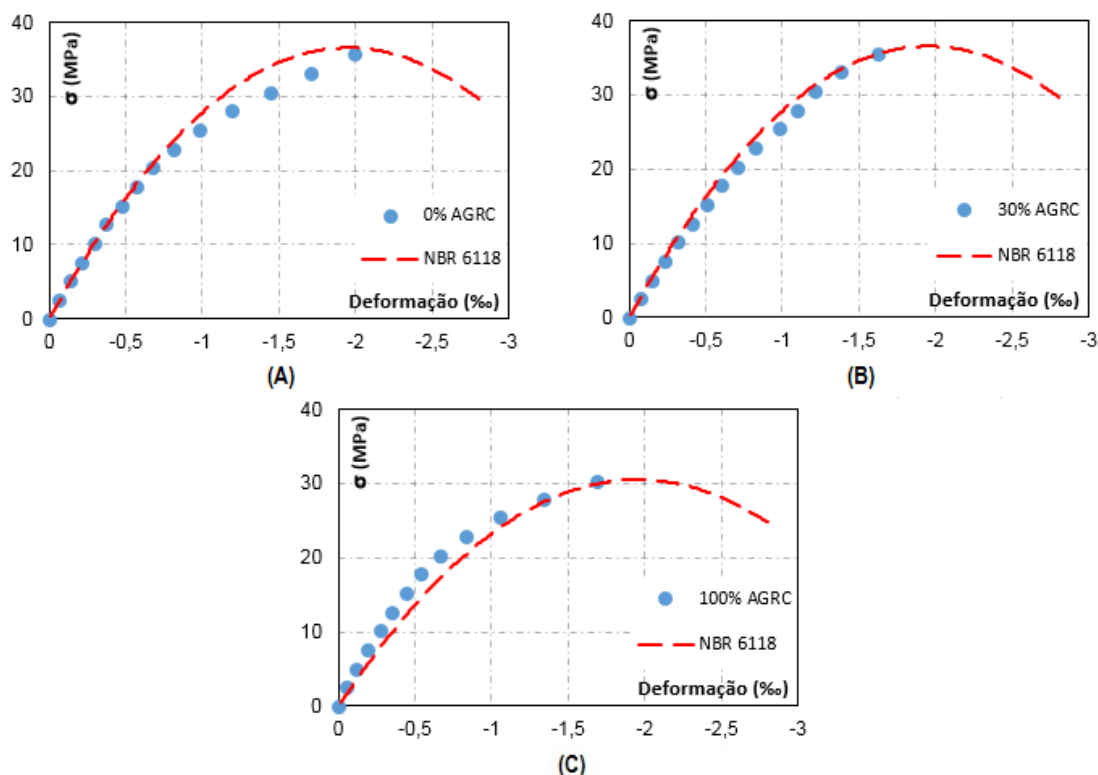 40
30
20
10
0
σ (MPa)
0% AGRC
NBR 6118
Deformação (‰)
0 -0,5 -1 -1,5 -2 -2,5 -3
(A)
40
30
20
10
0
σ (MPa)
30% AGRC
NBR 6118
Deformação (‰)
0 -0,5 -1 -1,5 -2 -2,5 -3
(B)
40
30
20
10
0
σ (MPa)
100% AGRC
NBR 6118
Deformação (‰)
0 -0,5 -1 -1,5 -2 -2,5 -3
(C)